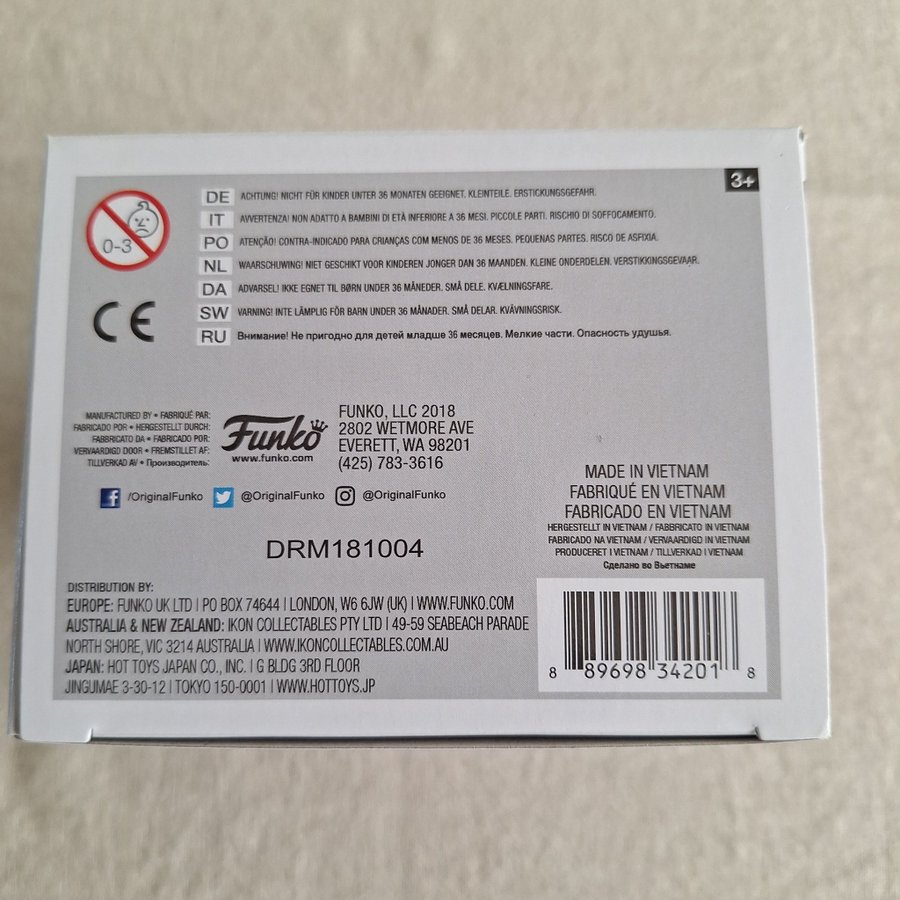 3+
0-3
DE ACHTUNG! NICHT FÜR KINDER UNTER 36 MONATEN GEEIGNET. KLEINTEILE. ERSTICKUNGSGEFAHR.
IT AVVERTENZA! NON ADATTO A BAMBINI DI ETÀ INFERIORE A 36 MESI. PICCOLE PARTI. RISCHIO DI SOFFOCAMENTO.
PO ATENÇÃO! CONTRA-INDICADO PARA CRIANÇAS COM MENOS DE 36 MESES. PEQUENAS PARTES. RISCO DE ASFIXIA.
NL WAARSCHUWING! NIET GESCHIKT VOOR KINDEREN JONGER DAN 36 MAANDEN. KLEINE ONDERDELEN. VERSTIKKINGSGEVAAR.
DA ADVARSEL! IKKE EGNET TIL BØRN UNDER 36 MÅNEDER. SMÅ DELE. KVÆLNINGSFARE.
SW VARNING! INTE LÄMPLIG FÖR BARN UNDER 36 MÅNADER. SMÅ DELAR. KVÄVNINGSRISK.
RU Внимание! Не пригодно для детей младше 36 месяцев. Мелкие части. Опасность удушья.
CE
MANUFACTURED BY • FABRIQUÉ PAR:
FABRICADO POR • HERGESTELLT DURCH:
FABBRICATO DA • FABRICADO POR:
VERVAARDIGD DOOR • FREMSTILLET AF:
TILLVERKAD AV • Производитель:
Funko
www.funko.com
FUNKO, LLC 2018
2802 WETMORE AVE
EVERETT, WA 98201
(425) 783-3616
/OriginalFunko @OriginalFunko @OriginalFunko
DRM181004
MADE IN VIETNAM
FABRIQUÉ EN VIETNAM
FABRICADO EN VIETNAM
HERGESTELLT IN VIETNAM / FABBRICATO IN VIETNAM
FABRICADO NA VIETNAM / VERVAARDIGD IN VIETNAM
PRODUCERET I VIETNAM / TILLVERKAD I VIETNAM
Сделано во Вьетнаме
DISTRIBUTION BY:
EUROPE: FUNKO UK LTD | PO BOX 74644 | LONDON, W6 6JW (UK) | WWW.FUNKO.COM
AUSTRALIA & NEW ZEALAND: IKON COLLECTABLES PTY LTD | 49-59 SEABEACH PARADE
NORTH SHORE, VIC 3214 AUSTRALIA | WWW.IKONCOLLECTABLES.COM.AU
JAPAN: HOT TOYS JAPAN CO., INC. | G BLDG 3RD FLOOR
JINGUMAE 3-30-12 | TOKYO 150-0001 | WWW.HOTTOYS.JP
8 89698 34201 8